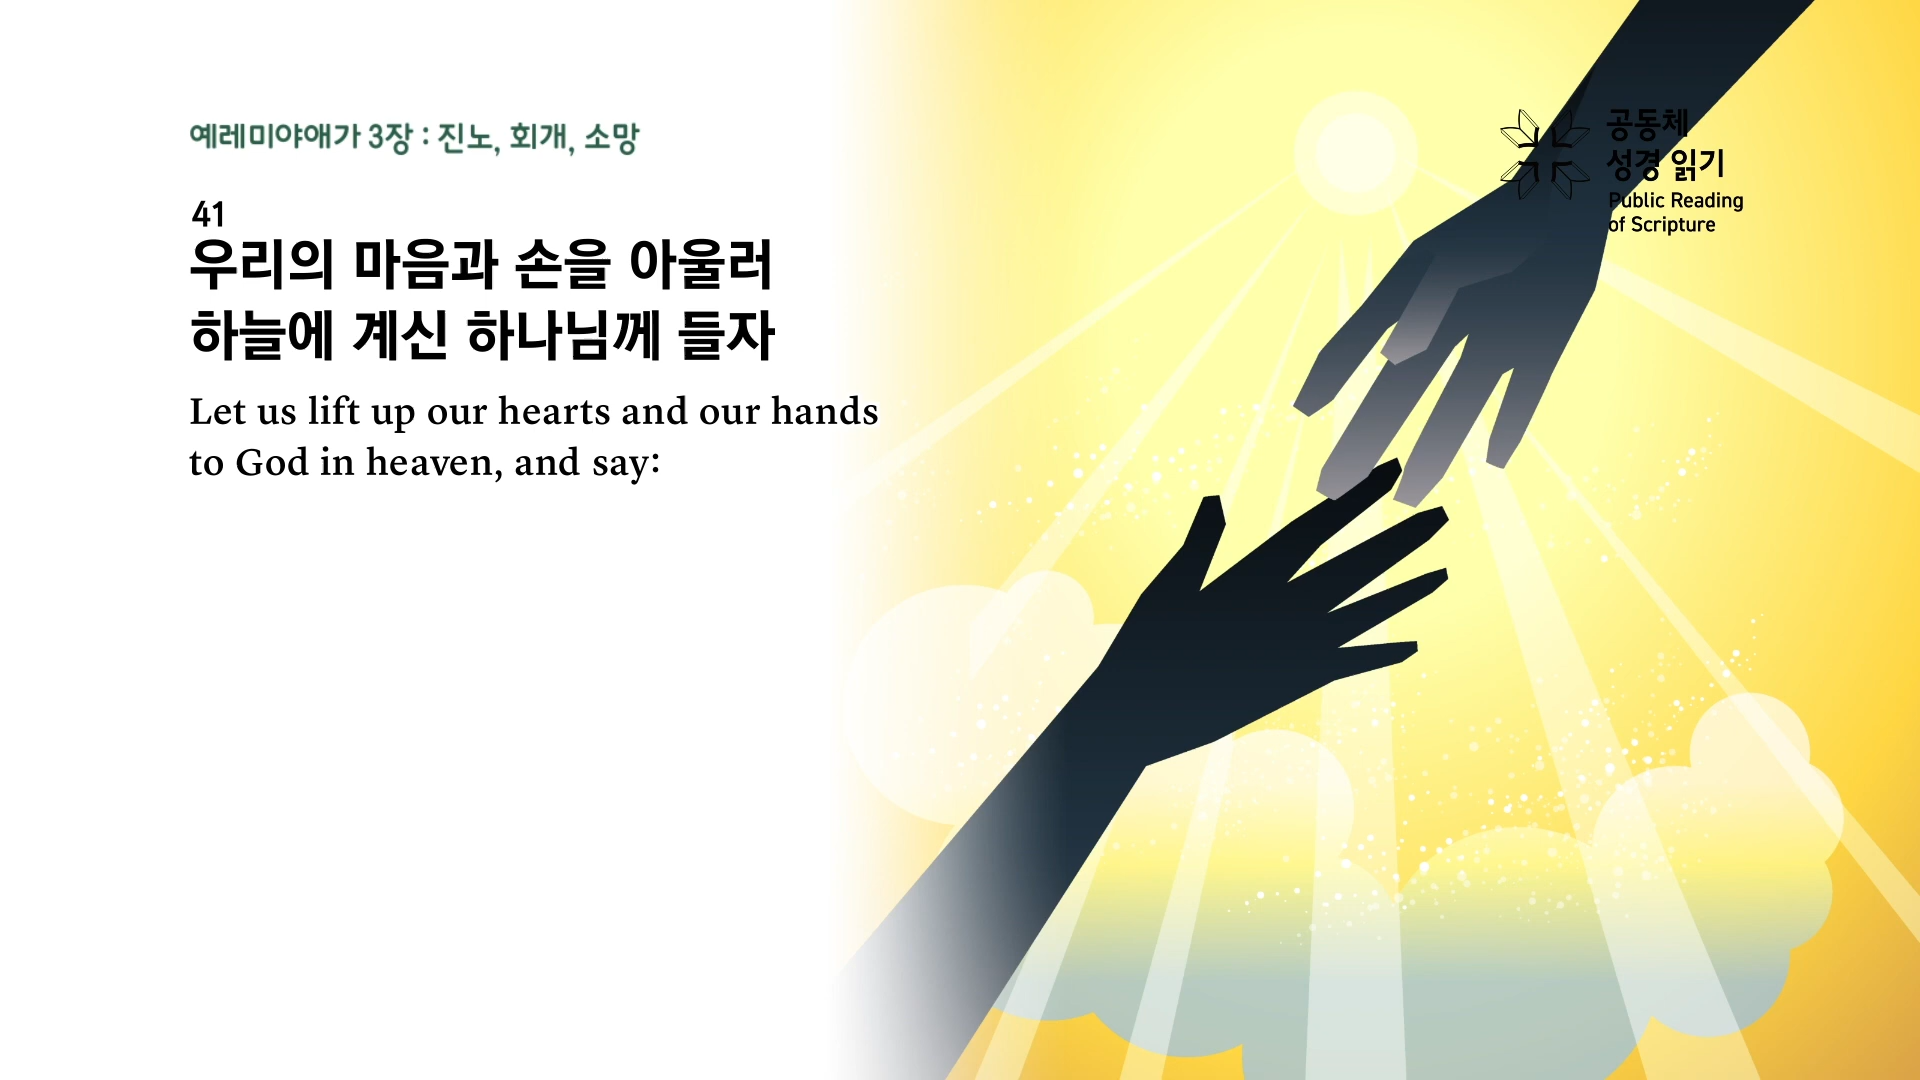 예레미야애가 3장 : 진노, 회개, 소망
41
우리의 마음과 손을 아울러
하늘에 계신 하나님께 들자
Let us lift up our hearts and our hands
to God in heaven, and say:
공동체
성경 읽기
Public Reading
of Scripture